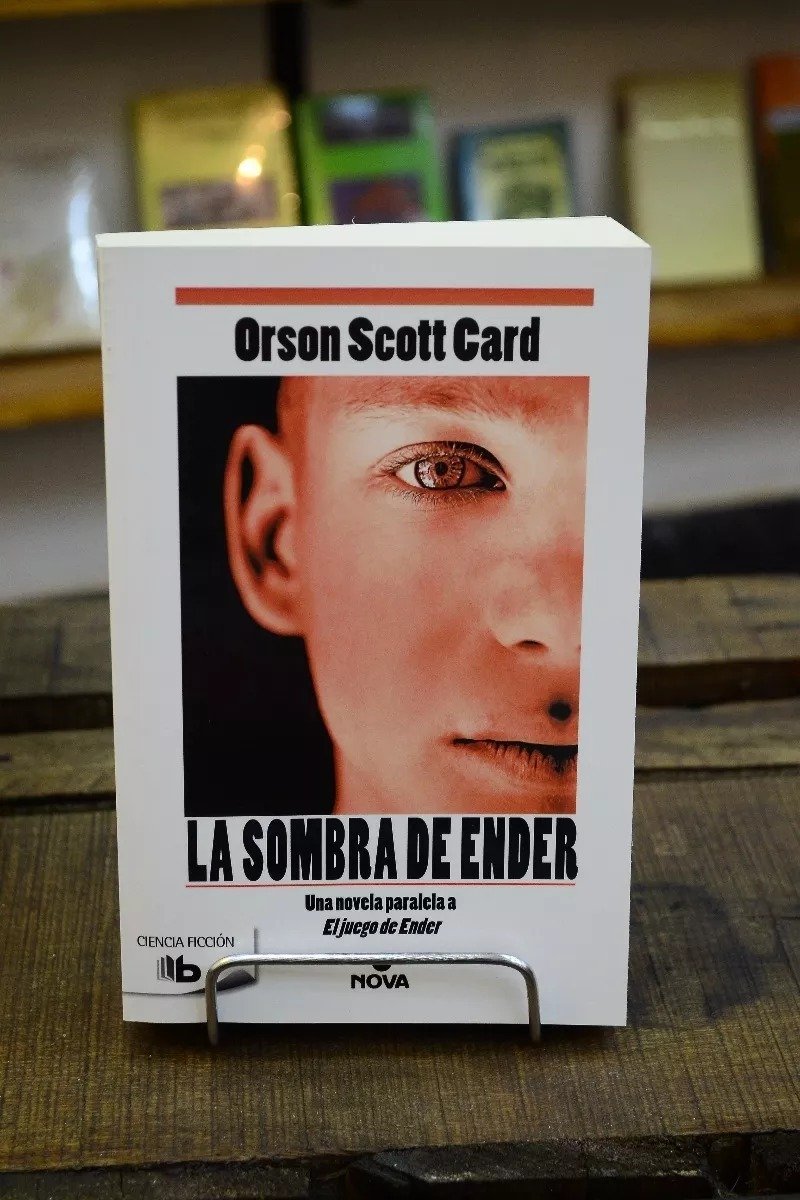 Orson Scott Card
LA SOMBRA DE ENDER
Una novela paralela a
El juego de Ender
CIENCIA FICCIÓN
b
NOVA